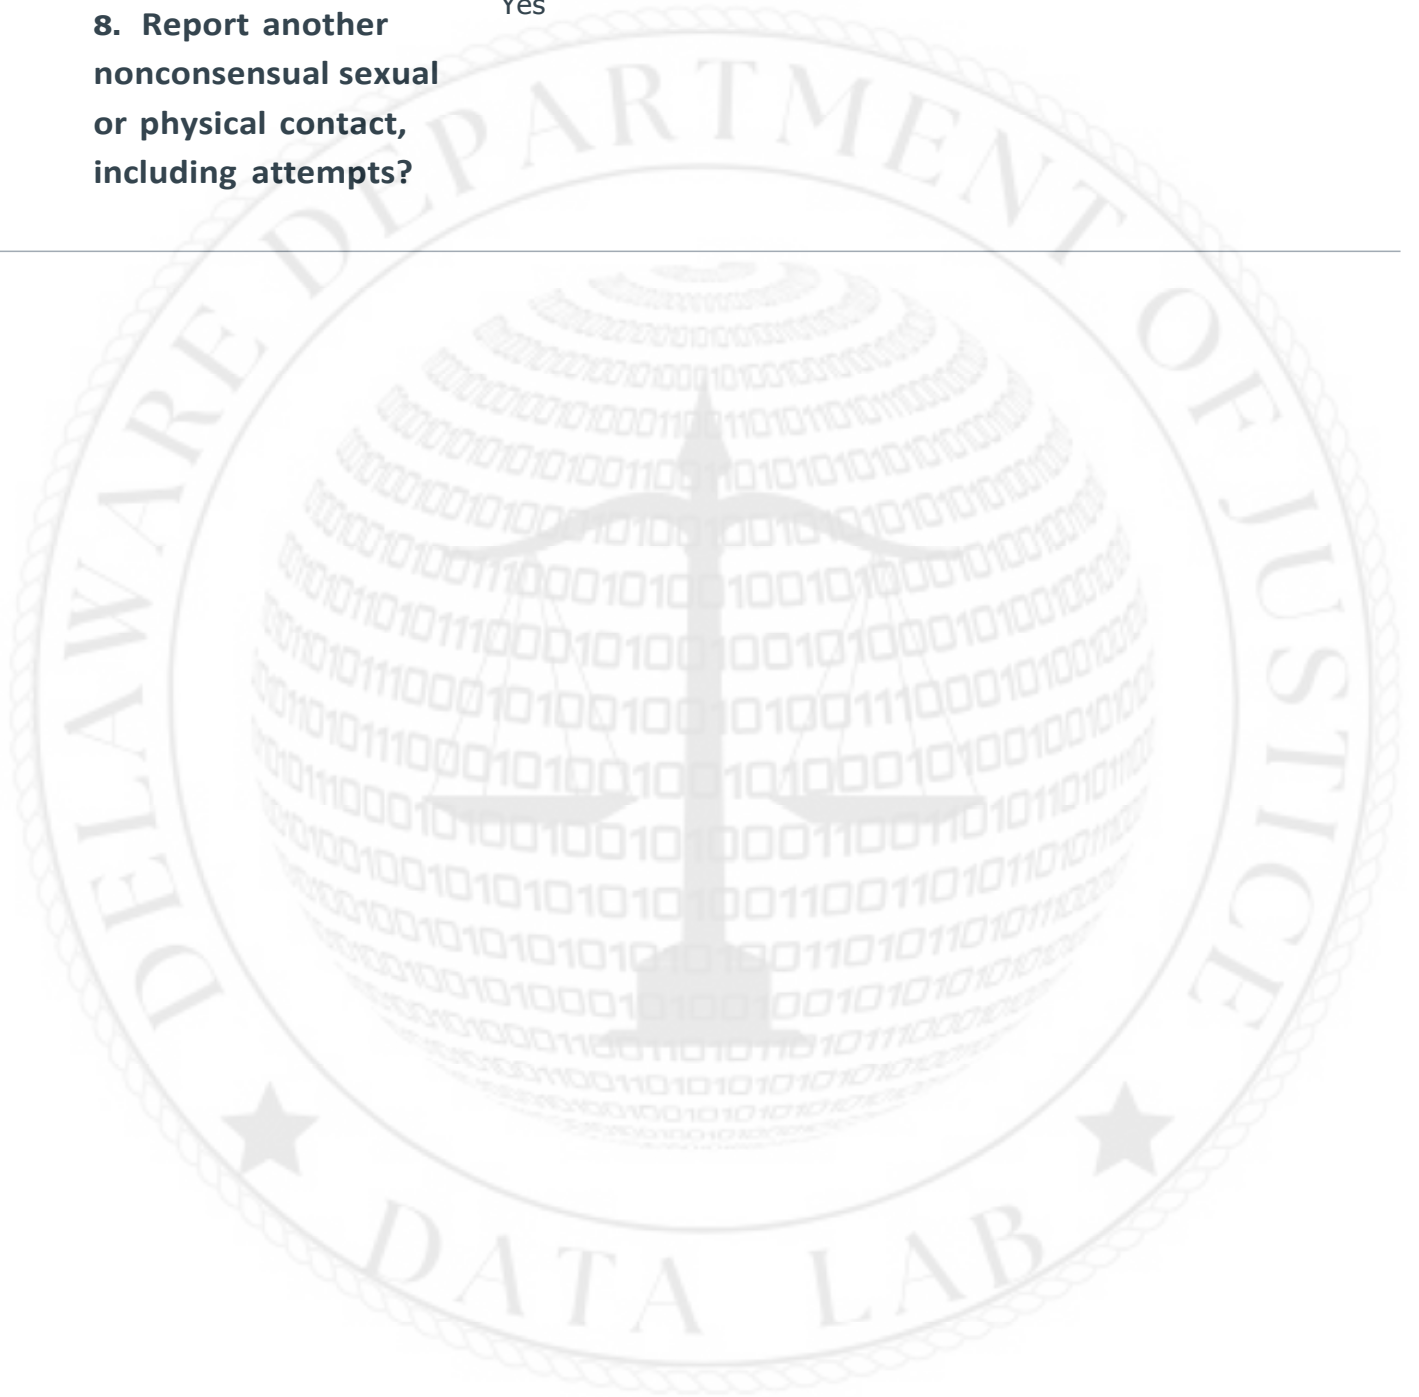 8. Report another
nonconsensual sexual
or physical contact,
including attempts?
Yes
DELAWARE DEPARTMENT OF JUSTICE
DATA LAB